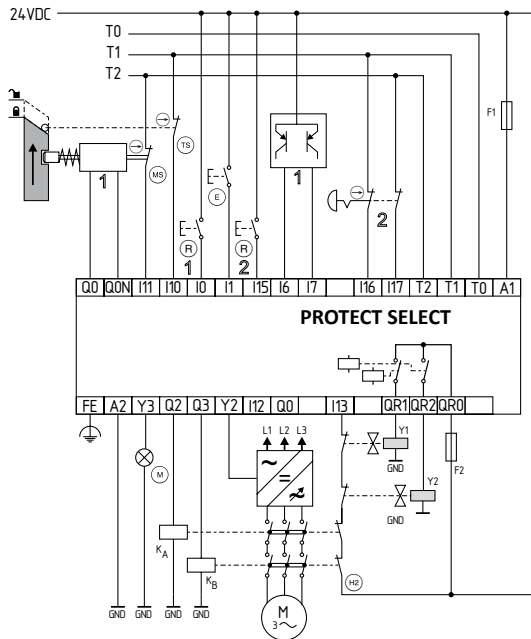 24VDC
T0
T1
T2
F1
TS
MS
1
1
E
R
R
1
2
2
Q0 Q0N I11 I10 I0 I1 I15 I6 I7 I16 I17 T2 T1 T0 A1
PROTECT SELECT
FE A2 Y3 Q2 Q3 Y2 I12 Q0 I13 QR1 QR2 QR0
L1 L2 L3
Y1
GND
F2
M
Y2
GND
KA
KB
H2
GND GND GND GND
M
3~